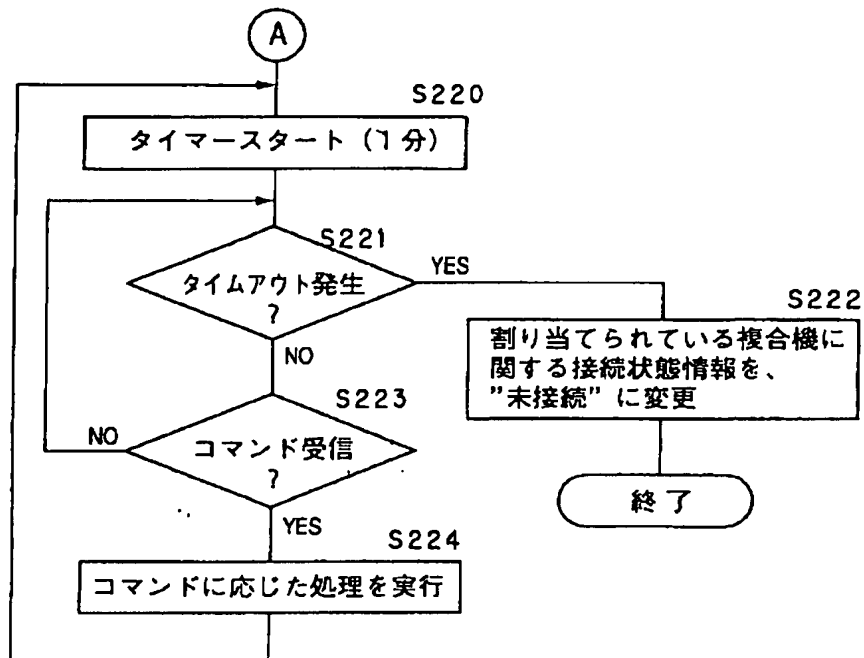 A
S220
タイマースタート（1分）
S221
タイムアウト発生
?
YES
NO
S222
割り当てられている複合機に
関する接続状態情報を、
”未接続”に変更
終了
S223
コマンド受信
?
NO
YES
S224
コマンドに応じた処理を実行